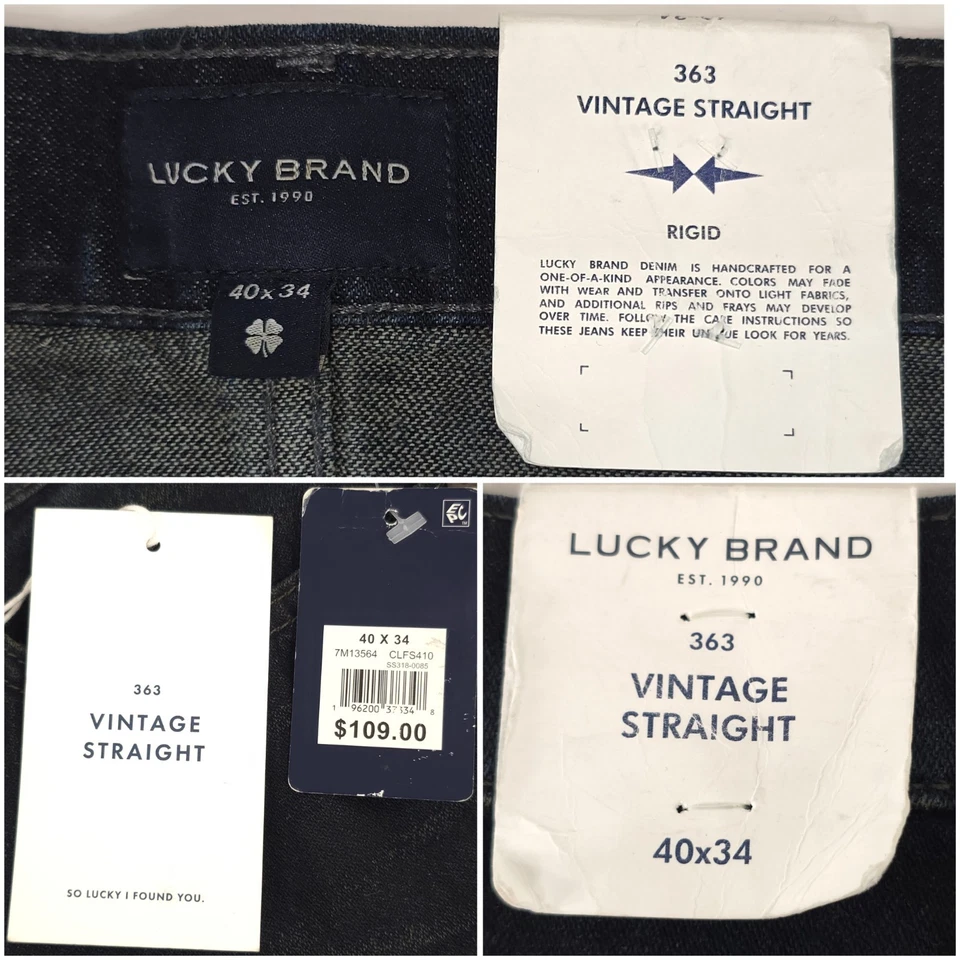 LUCKY BRAND
EST. 1990
40x34
363
VINTAGE STRAIGHT
RIGID
LUCKY BRAND DENIM IS HANDCRAFTED FOR A
ONE-OF-A-KIND APPEARANCE. COLORS MAY FADE
WITH WEAR AND TRANSFER ONTO LIGHT FABRICS,
AND ADDITIONAL RIPS AND FRAYS MAY DEVELOP
OVER TIME. FOLLOW THE CARE INSTRUCTIONS SO
THESE JEANS KEEP THEIR UNIQUE LOOK FOR YEARS.
363
VINTAGE
STRAIGHT
SO LUCKY I FOUND YOU.
40 X 34
7M13564 CLFS410
SS318-0085
1 96200 8
$109.00
LUCKY BRAND
EST. 1990
363
VINTAGE
STRAIGHT
40x34